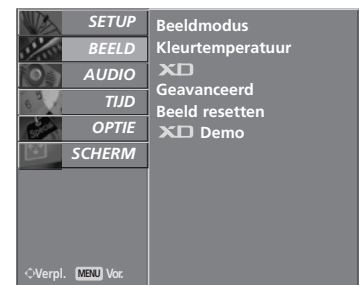 SETUP
BEELD
AUDIO
TIJD
OPTIE
SCHERM
Verpl. MENU Vor.
Beeldmodus
Kleurtemperatuur
XD
Geavanceerd
Beeld resetten
XD Demo